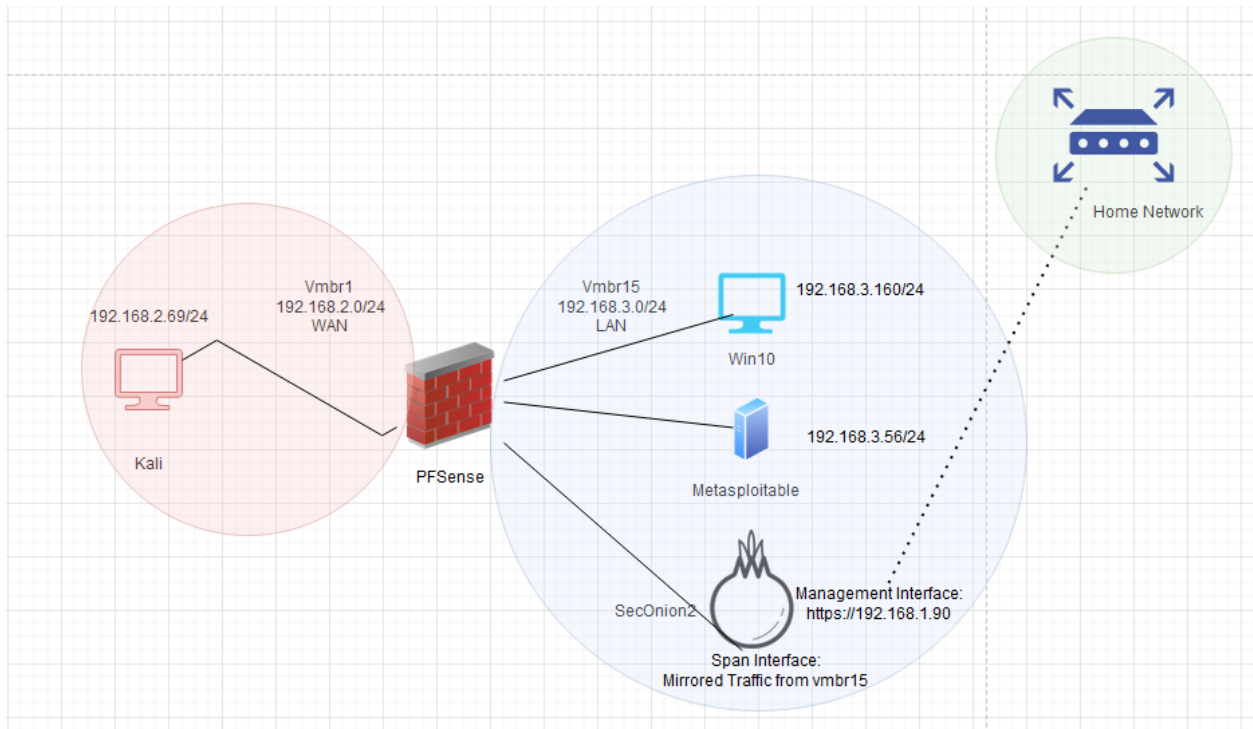 Home Network
Vmbr1
192.168.2.0/24
WAN
192.168.2.69/24
Kali
PFSense
Vmbr15
192.168.3.0/24
LAN
192.168.3.160/24
Win10
192.168.3.56/24
Metasploitable
SecOnion2
Management Interface:
https://192.168.1.90
Span Interface:
Mirrored Traffic from vmbr15